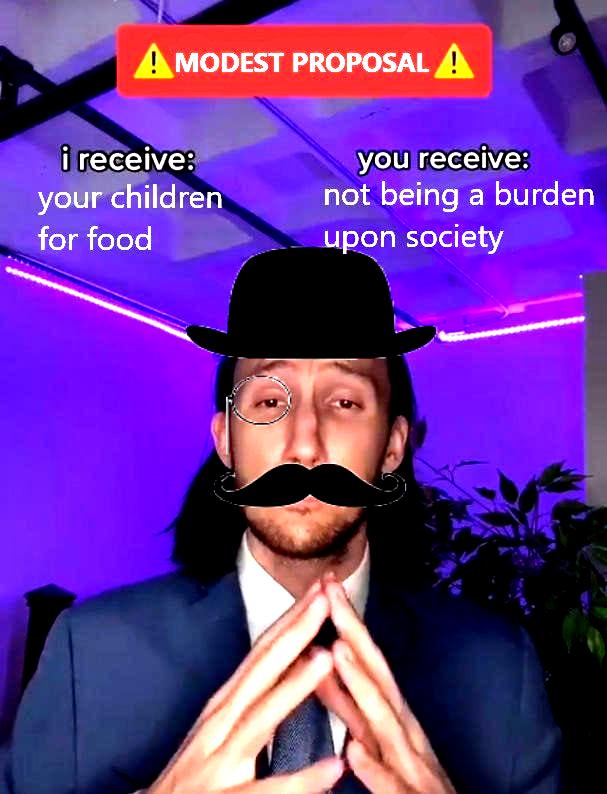 ⚠️MODEST PROPOSAL⚠️
i receive:
your children
for food
you receive:
not being a burden
upon society